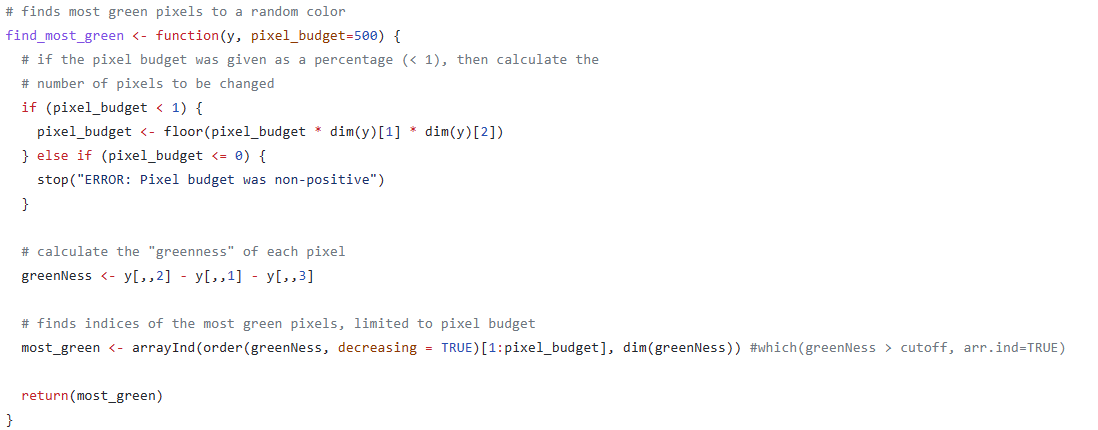 # finds most green pixels to a random color
find_most_green <- function(y, pixel_budget=500) {
  # if the pixel budget was given as a percentage (< 1), then calculate the
  # number of pixels to be changed
  if (pixel_budget < 1) {
    pixel_budget <- floor(pixel_budget * dim(y)[1] * dim(y)[2])
  } else if (pixel_budget <= 0) {
    stop("ERROR: Pixel budget was non-positive")
  }

  # calculate the "greenness" of each pixel
  greenNess <- y[,,2] - y[,,1] - y[,,3]

  # finds indices of the most green pixels, limited to pixel budget
  most_green <- arrayInd(order(greenNess, decreasing = TRUE)[1:pixel_budget], dim(greenNess)) #which(greenNess > cutoff, arr.ind=TRUE)

  return(most_green)
}